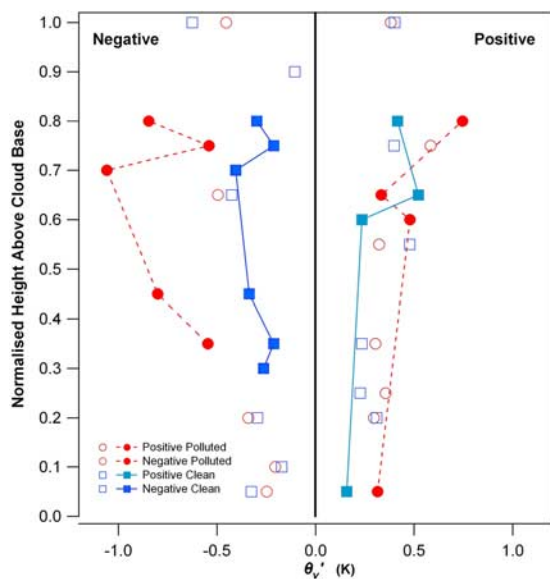 Negative
Positive
1.0
0.9
0.8
0.7
0.6
0.5
0.4
0.3
0.2
0.1
0.0
Normalised Height Above Cloud Base
Positive Polluted
Negative Polluted
Positive Clean
Negative Clean
-1.0 -0.5 0.0 0.5 1.0
θv' (K)